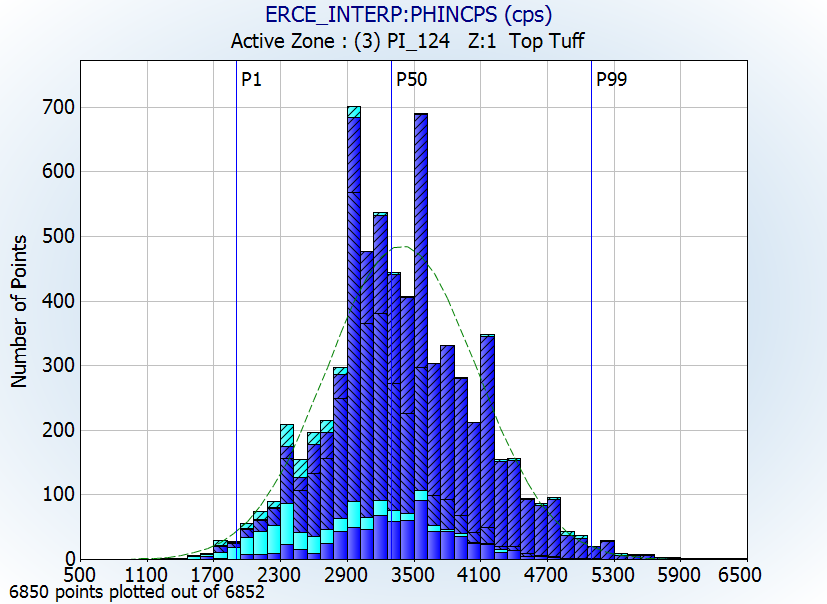 ERCE_INTERP:PHINCPS (cps)
Active Zone : (3) PI_124 Z:1 Top Tuff
P1 P50 P99
700
600
500
400
300
200
100
0
Number of Points
500 1100 1700 2300 2900 3500 4100 4700 5300 5900 6500
6850 points plotted out of 6852